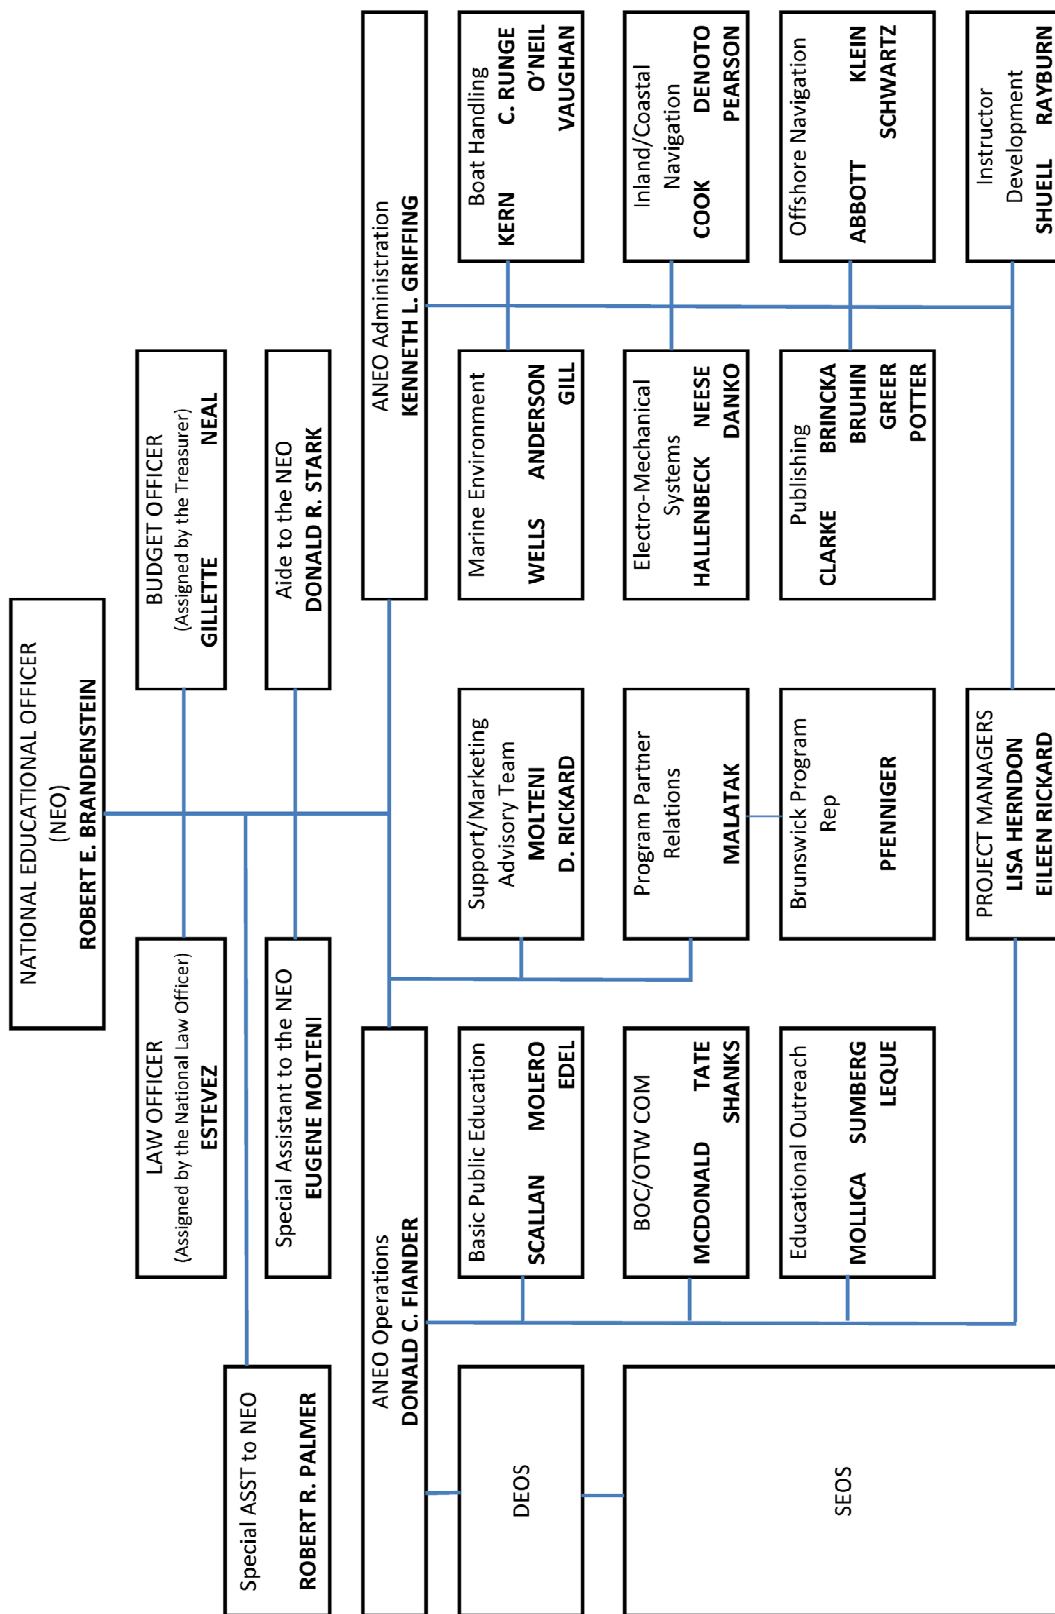 NATIONAL EDUCATIONAL OFFICER
(NEO)
ROBERT E. BRANDENSTEIN
LAW OFFICER
(Assigned by the National Law Officer)
ESTEVEZ
BUDGET OFFICER
(Assigned by the Treasurer)
GILLETTE NEAL
Special ASST to NEO
ROBERT R. PALMER
Special Assistant to the NEO
EUGENE MOLTENI
Aide to the NEO
DONALD R. STARK
ANEO Operations
DONALD C. FIANDER
ANEO Administration
KENNETH L. GRIFFING
DEOS
Basic Public Education
SCALLAN MOLERO
EDEL
Support/Marketing
Advisory Team
MOLTENI
D. RICKARD
Marine Environment
WELLS ANDERSON
GILL
Boat Handling
KERN C. RUNGE
O'NEIL
VAUGHAN
SEOS
BOC/OTW COM
MCDONALD TATE
SHANKS
Program Partner
Relations
MALATAK
Electro-Mechanical
Systems
HALLENBECK NEESE
DANKO
Inland/Coastal
Navigation
COOK DENOTO
PEARSON
Educational Outreach
MOLLICA SUMBERG
LEQUE
Brunswick Program
Rep
PFENNIGER
Publishing
CLARKE BRINCKA
BRUHIN
GREER
POTTER
Offshore Navigation
ABBOTT KLEIN
SCHWARTZ
PROJECT MANAGERS
LISA HERNDON
EILEEN RICKARD
Instructor
Development
SHUELL RAYBURN